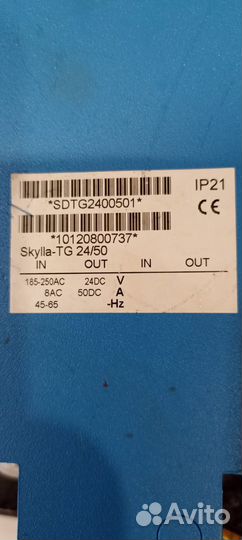 *SDTG2400501*
IP21
CE
*10120800737*
Skylla-TG 24/50
IN OUT IN OUT
185-250AC 24DC V
8AC 50DC A
45-65 -Hz
Avito